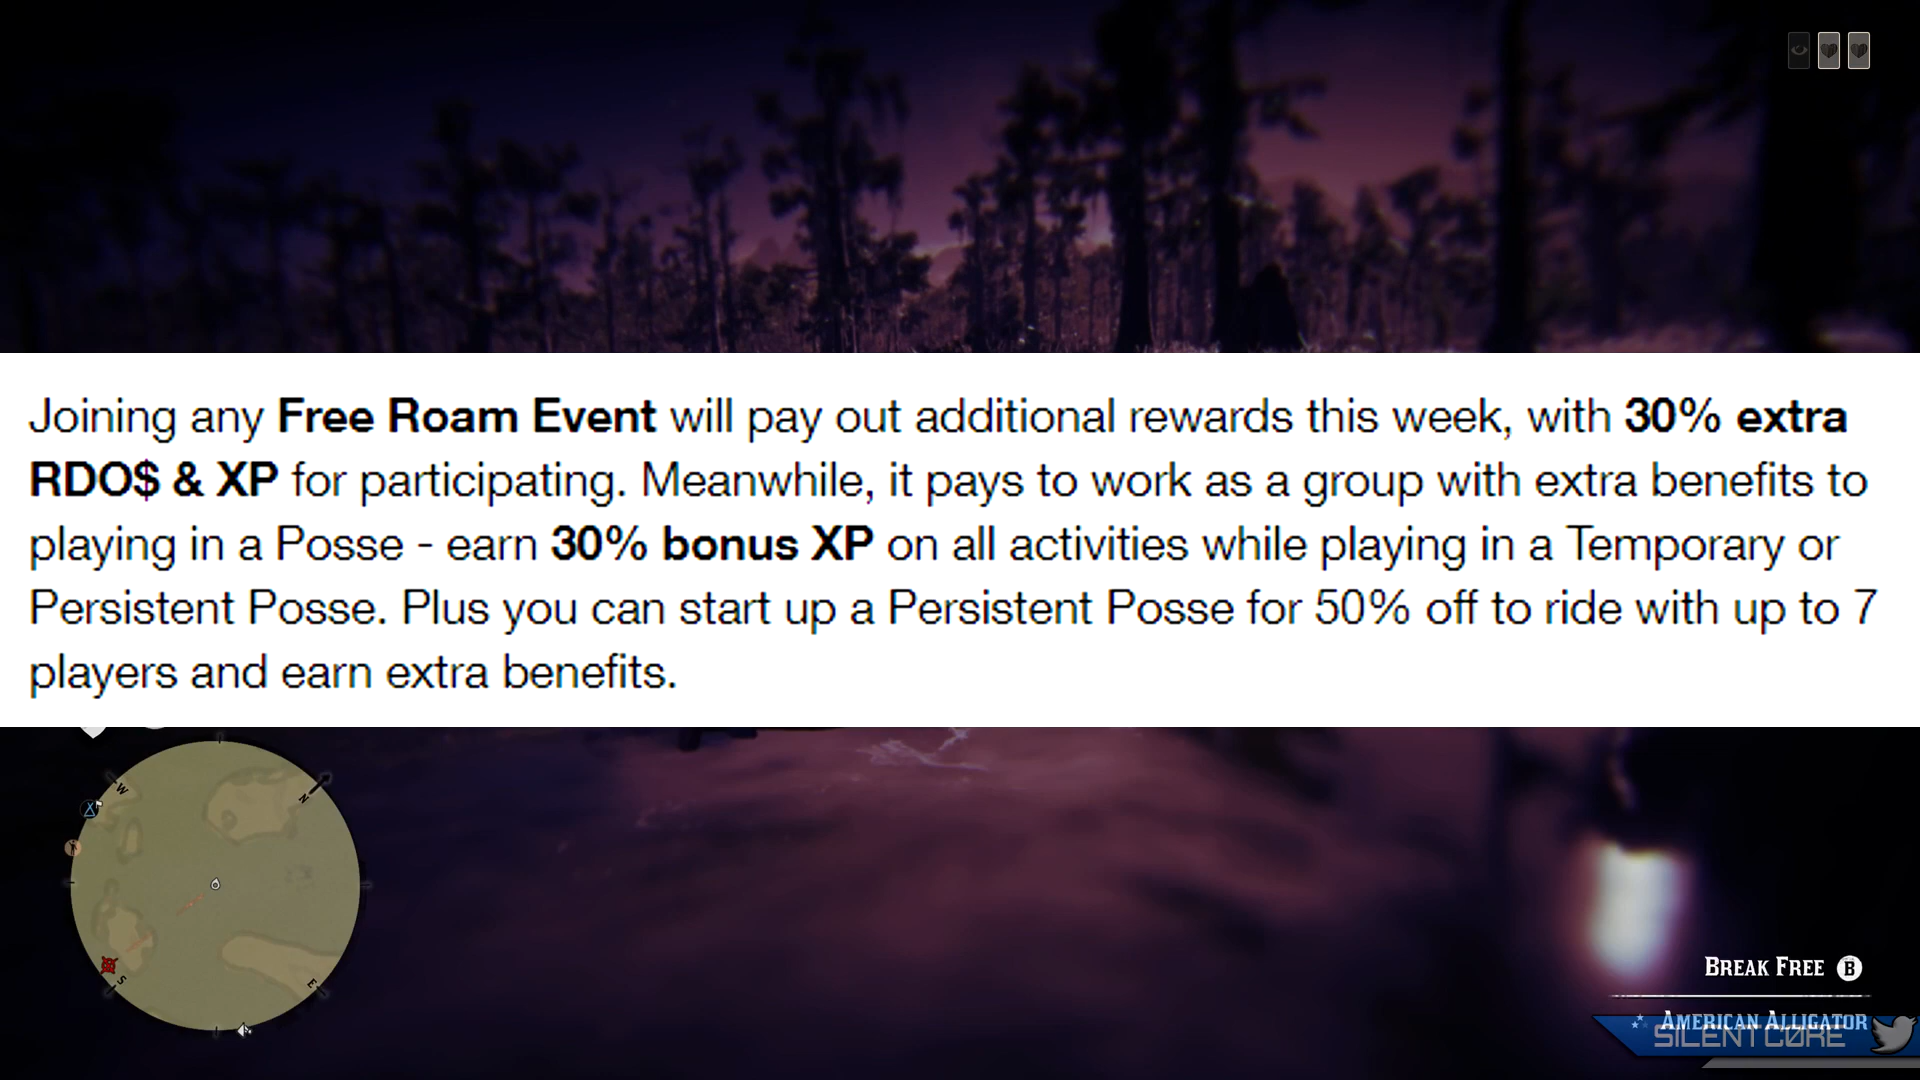 Joining any Free Roam Event will pay out additional rewards this week, with 30% extra
RDO$ & XP for participating. Meanwhile, it pays to work as a group with extra benefits to
playing in a Posse - earn 30% bonus XP on all activities while playing in a Temporary or
Persistent Posse. Plus you can start up a Persistent Posse for 50% off to ride with up to 7
players and earn extra benefits.
W
N
X
S
E
BREAK FREE B
AMERICAN ALLIGATOR
SILENTCØRE